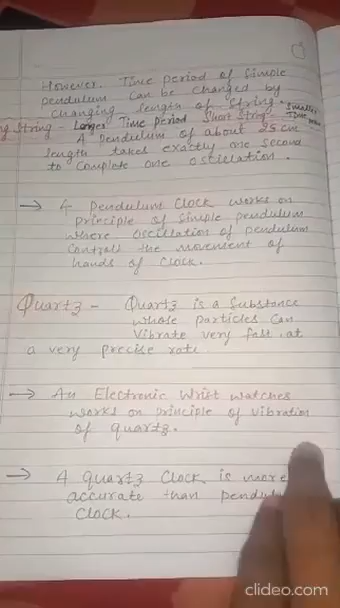 However, Time period of Simple
pendulum can be changed by
changing length of String.
ng String - Longer Time period Short String - Smaller Time
A pendulum of about 25 cm
length takes exactly one second
to complete one oscillation.
→ A pendulum Clock works on
principle of simple pendulum
where oscillation of pendulum
controls the movement of
hands of Clock.
Quartz - Quartz is a Substance
whose particles can
vibrate very fast at
a very precise rate
→ An Electronic Wrist watches
works on principle of vibration
of quartz.
→ A quartz Clock is more
accurate than pendul
Clock.
clideo.com